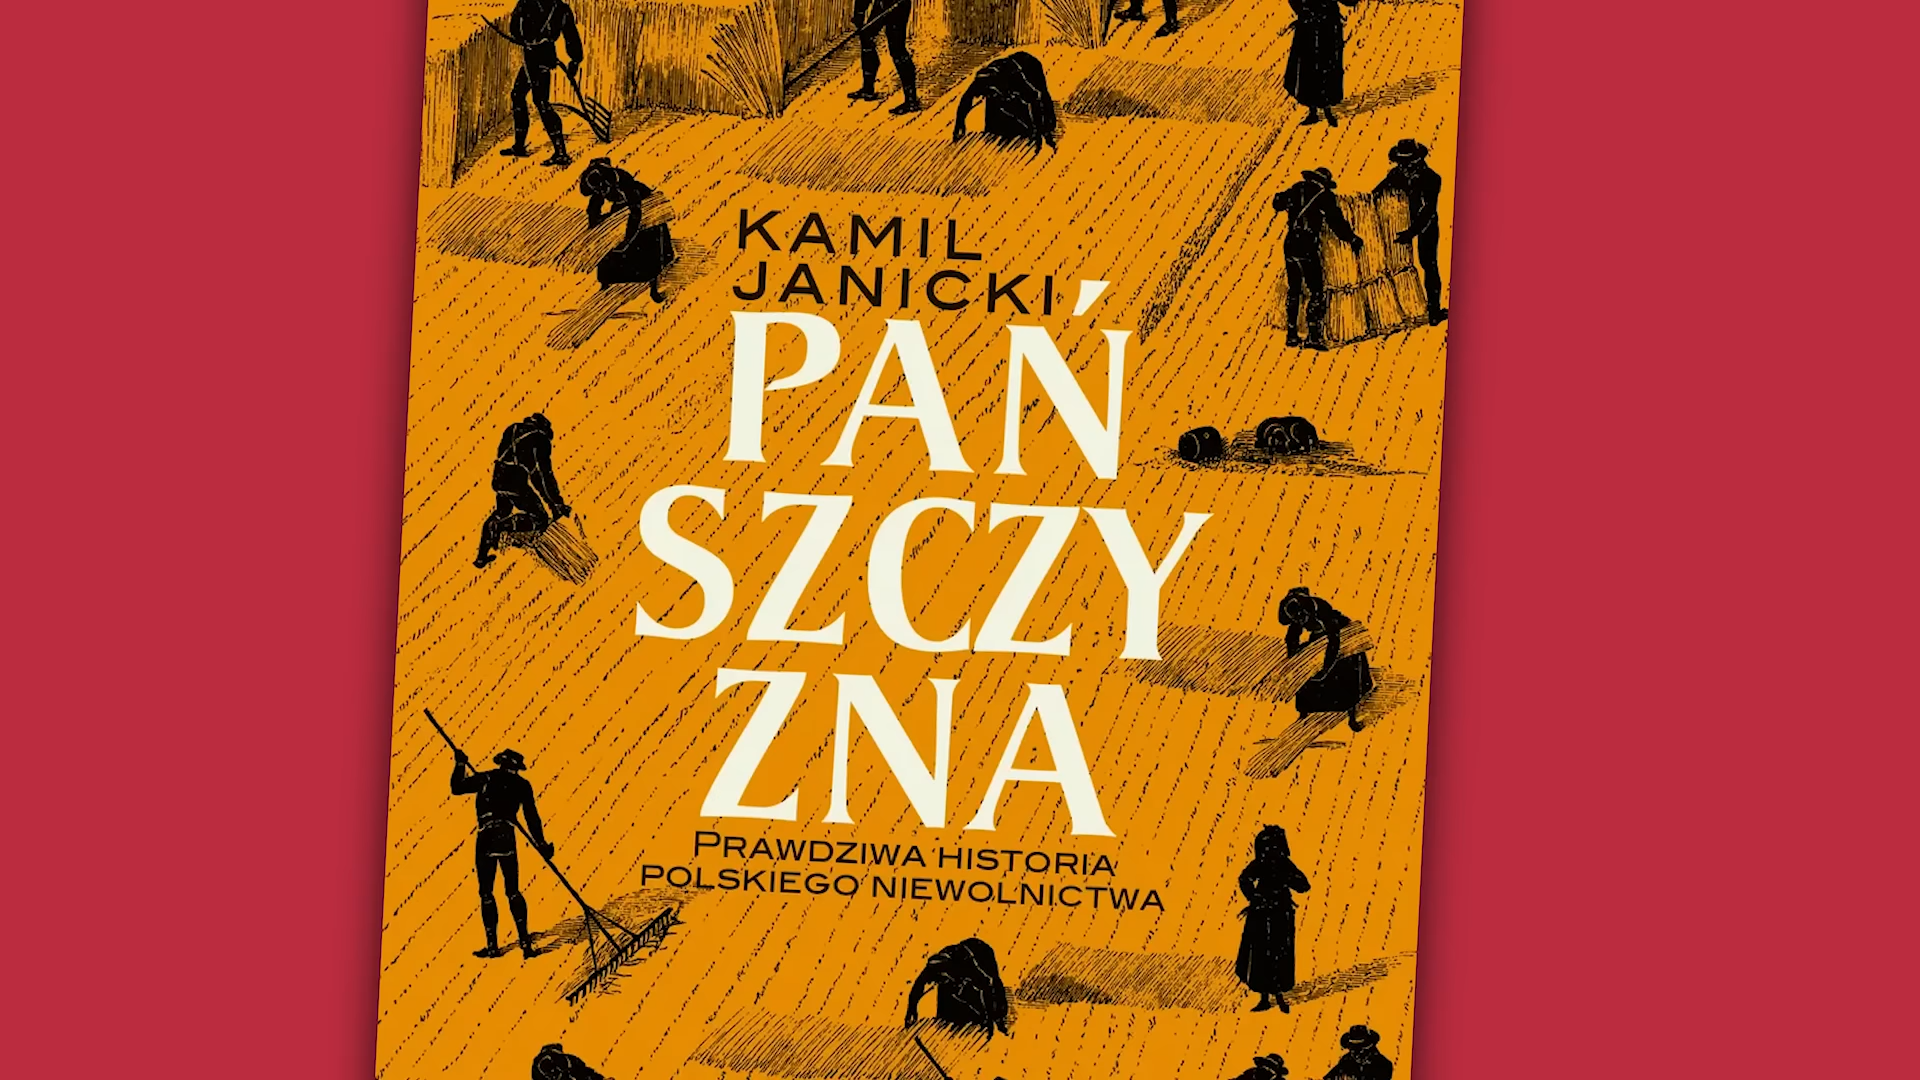 KAMIL
JANICKI
PAŃ
SZCZY
ZNA
PRAWDZIWA HISTORIA
POLSKIEGO NIEWOLNICTWA